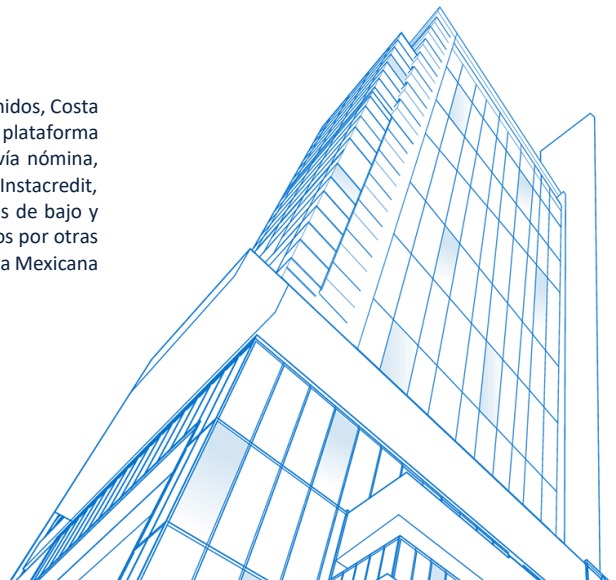 nidos, Costa
plataforma
vía nómina,
Instacredit,
s de bajo y
os por otras
a Mexicana